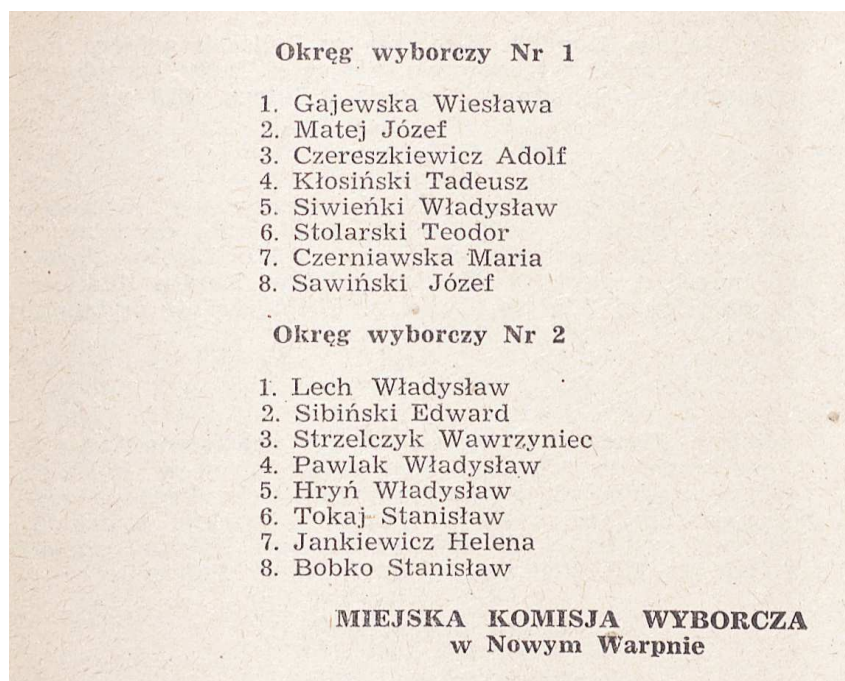 Okręg wyborczy Nr 1
1. Gajewska Wiesława
2. Matej Józef
3. Czereszkiewicz Adolf
4. Kłosiński Tadeusz
5. Siwieńki Władysław
6. Stolarski Teodor
7. Czerniawska Maria
8. Sawiński Józef
Okręg wyborczy Nr 2
1. Lech Władysław
2. Sibiński Edward
3. Strzelczyk Wawrzyniec
4. Pawlak Władysław
5. Hryń Władysław
6. Tokaj Stanisław
7. Jankiewicz Helena
8. Bobko Stanisław
MIEJSKA KOMISJA WYBORCZA
w Nowym Warpnie